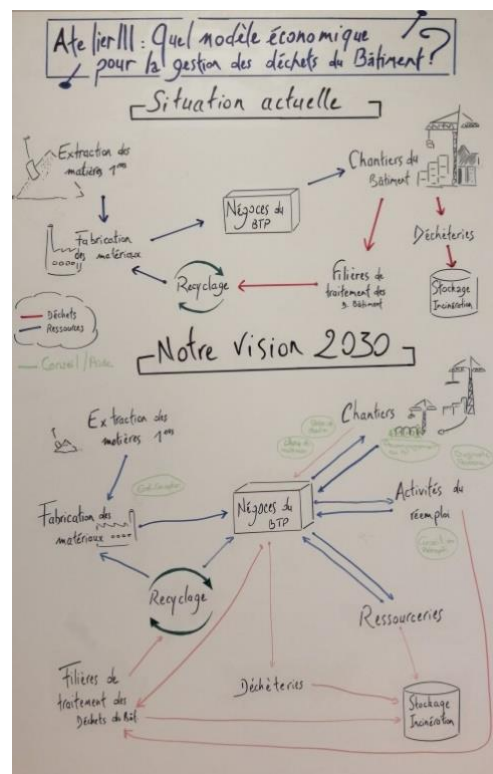 Atelier III : Quel modèle économique
pour la gestion des déchets du Bâtiment ?
Situation actuelle
Extraction des
matières 1ères
Fabrication
des matériaux
Négoces du
BTP
Chantiers du
Bâtiment
Déchèteries
Stockage
Incinération
Filières de
traitement des
D. Bâtiment
Recyclage
Déchets
Ressources
Conseil / Aide
Notre vision 2030
Extraction des
matières 1ères
Fabrication des
matériaux
Négoces du
BTP
Chantiers
Activités du
réemploi
Recyclage
Ressourceries
Filières de
traitement des
Déchets du Bât
Déchèteries
Stockage
Incinération